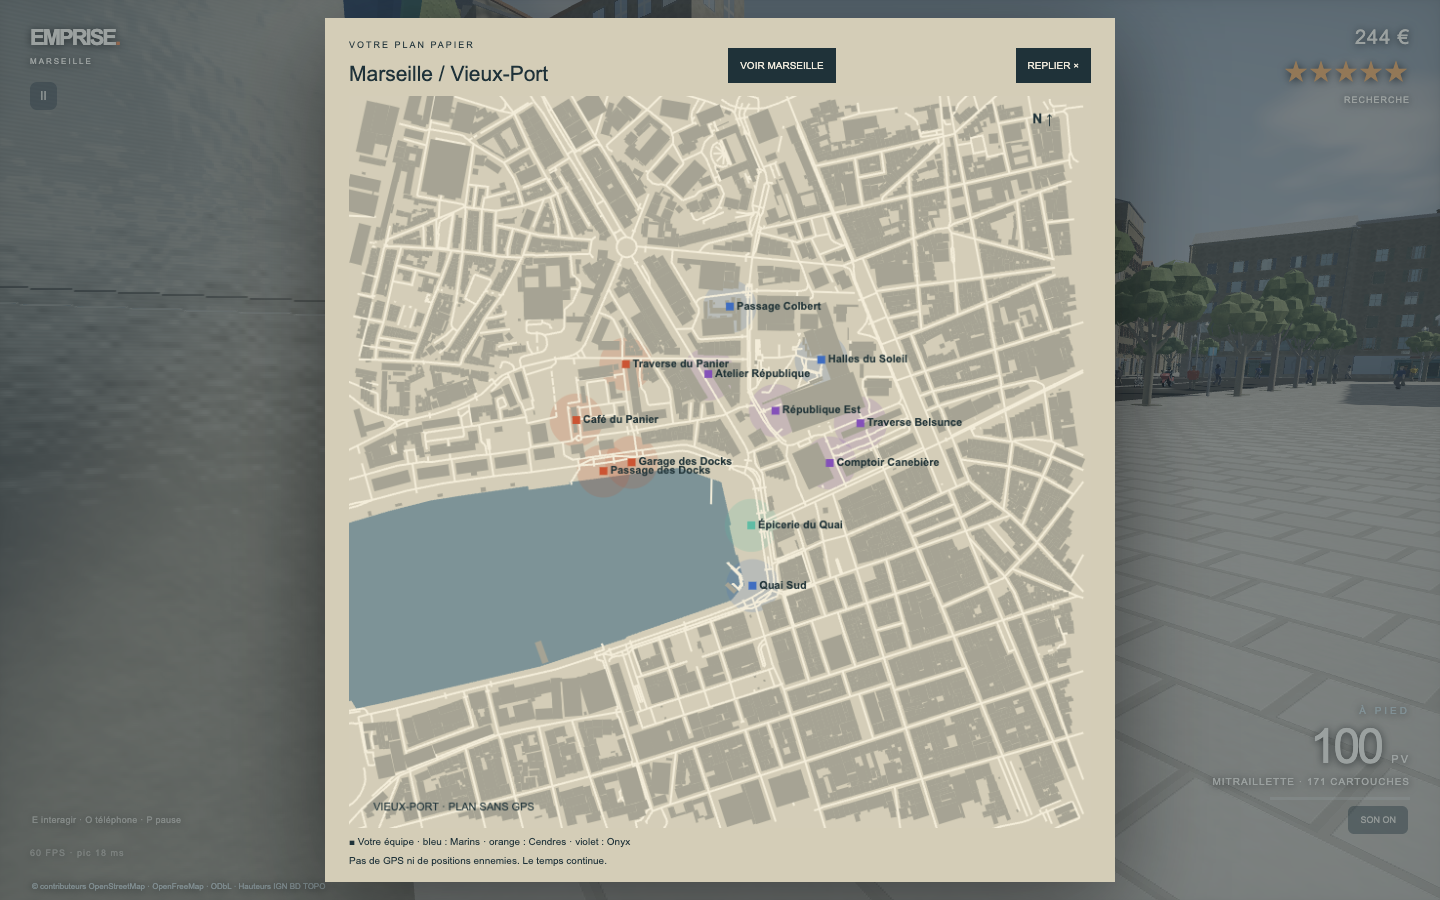 EMPRISE.
MARSEILLE
II
VOTRE PLAN PAPIER
Marseille / Vieux-Port
VOIR MARSEILLE
REPLIER ×
244 €
★★★★★
RECHERCHE
N ↑
Passage Colbert
Halles du Soleil
Traverse du Panier
Atelier République
République Est
Café du Panier
Traverse Belsunce
Garage des Docks
Comptoir Canebière
Passage des Docks
Épicerie du Quai
Quai Sud
VIEUX-PORT · PLAN SANS GPS
■ Votre équipe · bleu : Marins · orange : Cendres · violet : Onyx
Pas de GPS ni de positions ennemies. Le temps continue.
À PIED
100 PV
MITRAILLETTE · 171 CARTOUCHES
SON ON
E interagir · O téléphone · P pause
60 FPS · pic 18 ms
© contributeurs OpenStreetMap · OpenFreeMap · ODbL · Hauteurs IGN BD TOPO